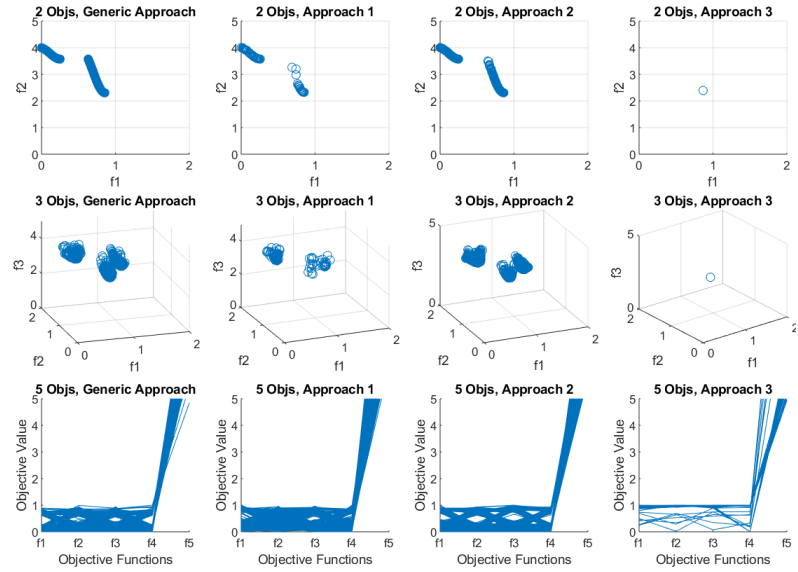 2 Objs, Generic Approach
2 Objs, Approach 1
2 Objs, Approach 2
2 Objs, Approach 3
5
4
3
2
1
0
f2
0
1
2
f1
5
4
3
2
1
0
f2
0
1
2
f1
5
4
3
2
1
0
f2
0
1
2
f1
5
4
3
2
1
0
f2
0
1
2
f1
3 Objs, Generic Approach
3 Objs, Approach 1
3 Objs, Approach 2
3 Objs, Approach 3
4
2
0
f3
2
1
0
f2
0
1
2
f1
4
2
0
f3
2
1
0
f2
0
1
2
f1
5
0
f3
2
1
0
f2
0
1
2
f1
5
0
f3
2
1
0
f2
0
1
2
f1
5 Objs, Generic Approach
5 Objs, Approach 1
5 Objs, Approach 2
5 Objs, Approach 3
5
4
3
2
1
0
Objective Value
f1 f2 f3 f4 f5
Objective Functions
5
4
3
2
1
0
Objective Value
f1 f2 f3 f4 f5
Objective Functions
5
4
3
2
1
0
Objective Value
f1 f2 f3 f4 f5
Objective Functions
5
4
3
2
1
0
Objective Value
f1 f2 f3 f4 f5
Objective Functions